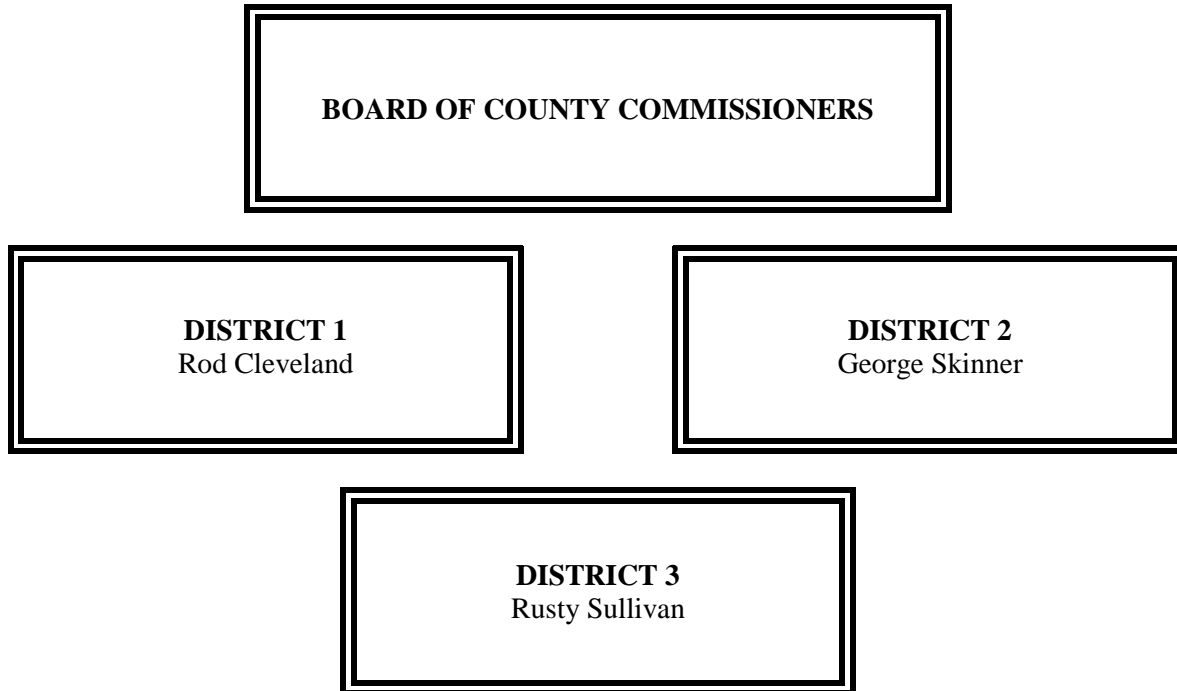 BOARD OF COUNTY COMMISSIONERS
DISTRICT 1
Rod Cleveland
DISTRICT 2
George Skinner
DISTRICT 3
Rusty Sullivan